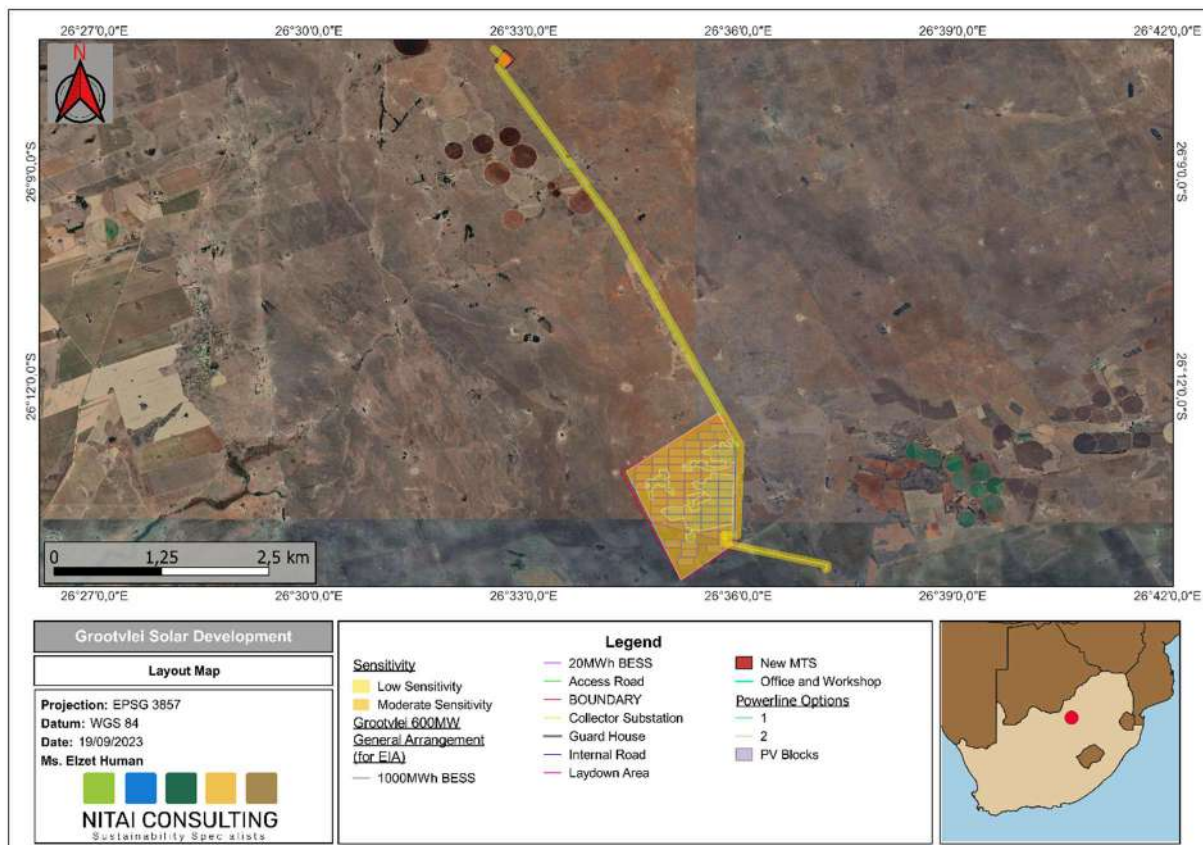 26°27'0,0"E 26°30'0,0"E 26°33'0,0"E 26°36'0,0"E 26°39'0,0"E 26°42'0,0"E
N
26°9'0,0"S
26°9'0,0"S
26°12'0,0"S
26°12'0,0"S
0 1,25 2,5 km
26°27'0,0"E 26°30'0,0"E 26°33'0,0"E 26°36'0,0"E 26°39'0,0"E 26°42'0,0"E
Grootvlei Solar Development
Layout Map
Projection: EPSG 3857
Datum: WGS 84
Date: 19/09/2023
Ms. Elzet Human
NITAI CONSULTING
Sustainability Specialists
Legend
Sensitivity
Low Sensitivity
Moderate Sensitivity
Grootvlei 600MW
General Arrangement
(for EIA)
1000MWh BESS
20MWh BESS
Access Road
BOUNDARY
Collector Substation
Guard House
Internal Road
Laydown Area
New MTS
Office and Workshop
Powerline Options
1
2
PV Blocks